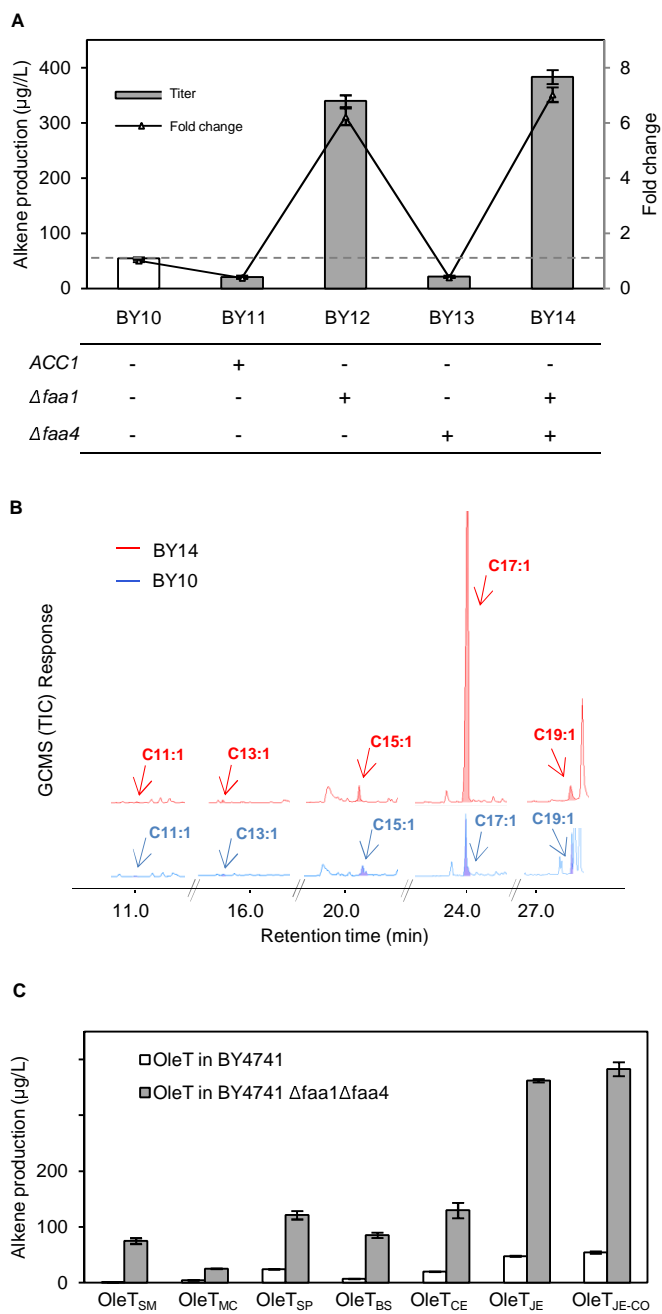 A
Alkene production (µg//L)
400
300
200
100
0
Titer
Fold change
8
6
4
2
0
Fold change
BY10 BY11 BY12 BY13 BY14
ACC1 - + - - -
Δfaa1 - - + - +
Δfaa4 - - - + +
B
GCMS (TIC) Response
BY14
BY10
C17:1
C11:1 C13:1 C15:1 C19:1
C11:1 C13:1 C15:1 C17:1 C19:1
11.0 16.0 20.0 24.0 27.0
Retention time (min)
C
Alkene production (µg/L)
400
300
200
100
0
OleT in BY4741
OleT in BY4741 Δfaa1Δfaa4
OleTSM OleTMC OleTSP OleTBS OleTCE OleTJE OleTJE-CO